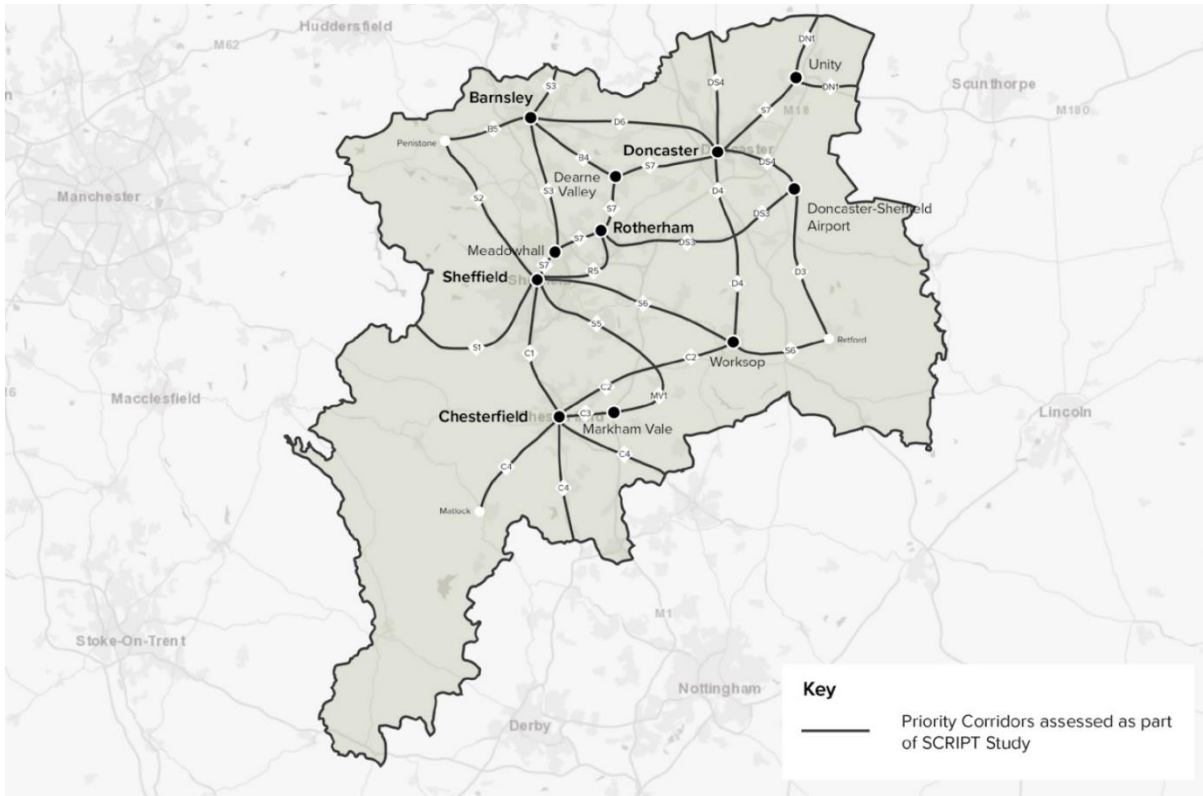 Huddersfield
M62
DN1
Unity
DN1
Scunthorpe
M180
S3
DS4
S7
M18
Barnsley
B5
D6
Penistone
Doncaster
DS4
B4
S7
Dearne
Valley
Manchester
S2
S3
D4
S7
DS3
Doncaster-Sheffield
Airport
Rotherham
S7
DS3
Meadowhall
S7
R5
D3
Sheffield
D4
S6
S5
S1
C1
C2
S6
Retford
Worksop
Macclesfield
C2
MV1
Lincoln
Chesterfield
C3
Markham Vale
C4
C4
C4
Matlock
M1
Stoke-On-Trent
Nottingham
Derby
Key
Priority Corridors assessed as part
of SCRIPT Study